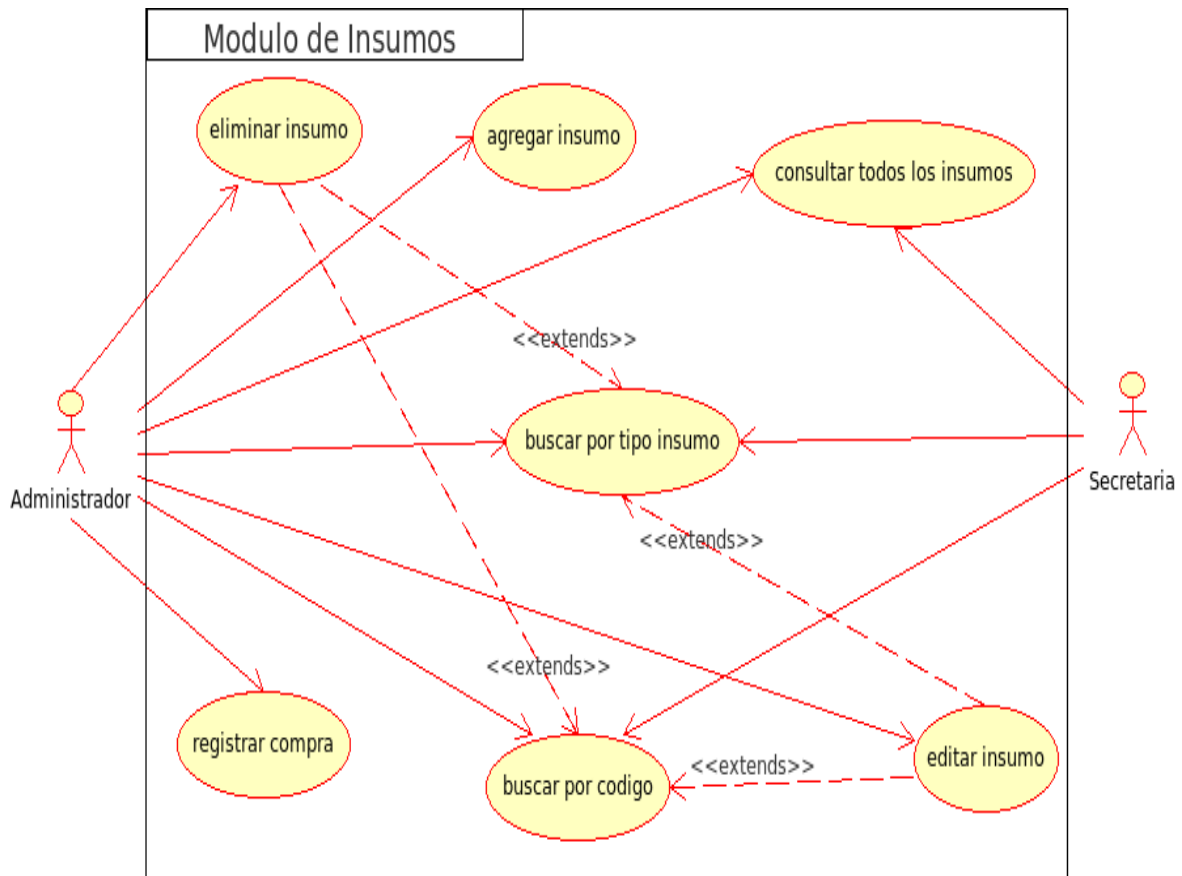 Modulo de Insumos
eliminar insumo
agregar insumo
consultar todos los insumos
<<extends>>
buscar por tipo insumo
Administrador
Secretaria
<<extends>>
<<extends>>
registrar compra
buscar por codigo
<<extends>>
editar insumo